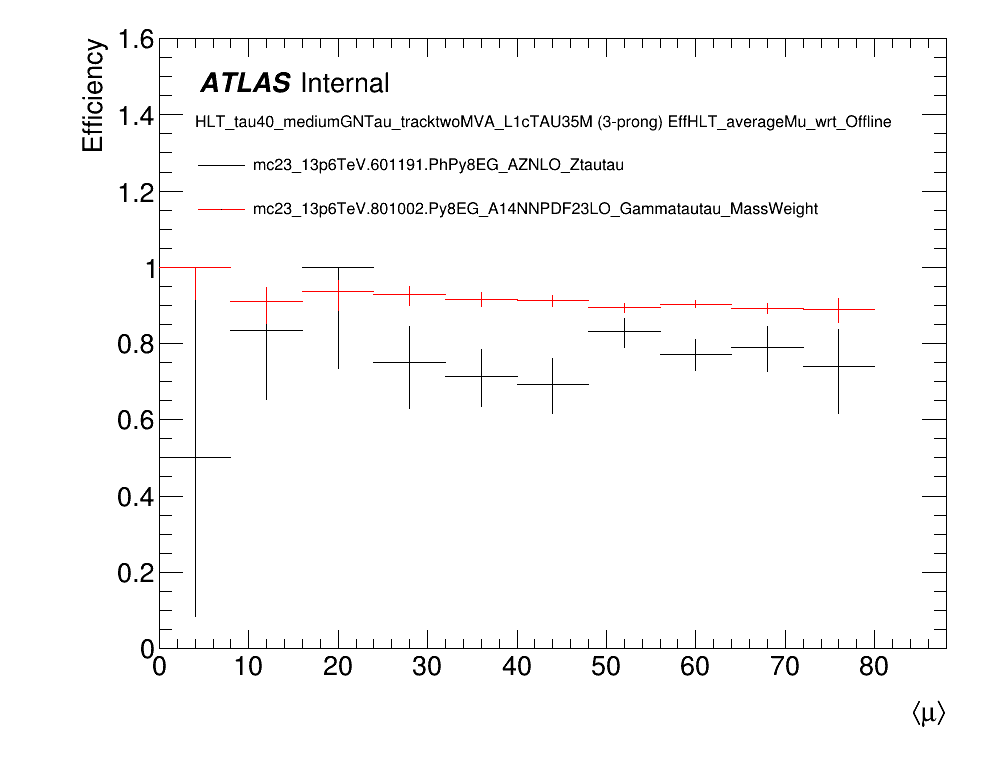 Efficiency
1.6
1.4
1.2
1
0.8
0.6
0.4
0.2
0
ATLAS Internal
HLT_tau40_mediumGNTau_tracktwoMVA_L1cTAU35M (3-prong) EffHLT_averageMu_wrt_Offline
mc23_13p6TeV.601191.PhPy8EG_AZNLO_Ztautau
mc23_13p6TeV.801002.Py8EG_A14NNPDF23LO_Gammatautau_MassWeight
0 10 20 30 40 50 60 70 80
⟨μ⟩